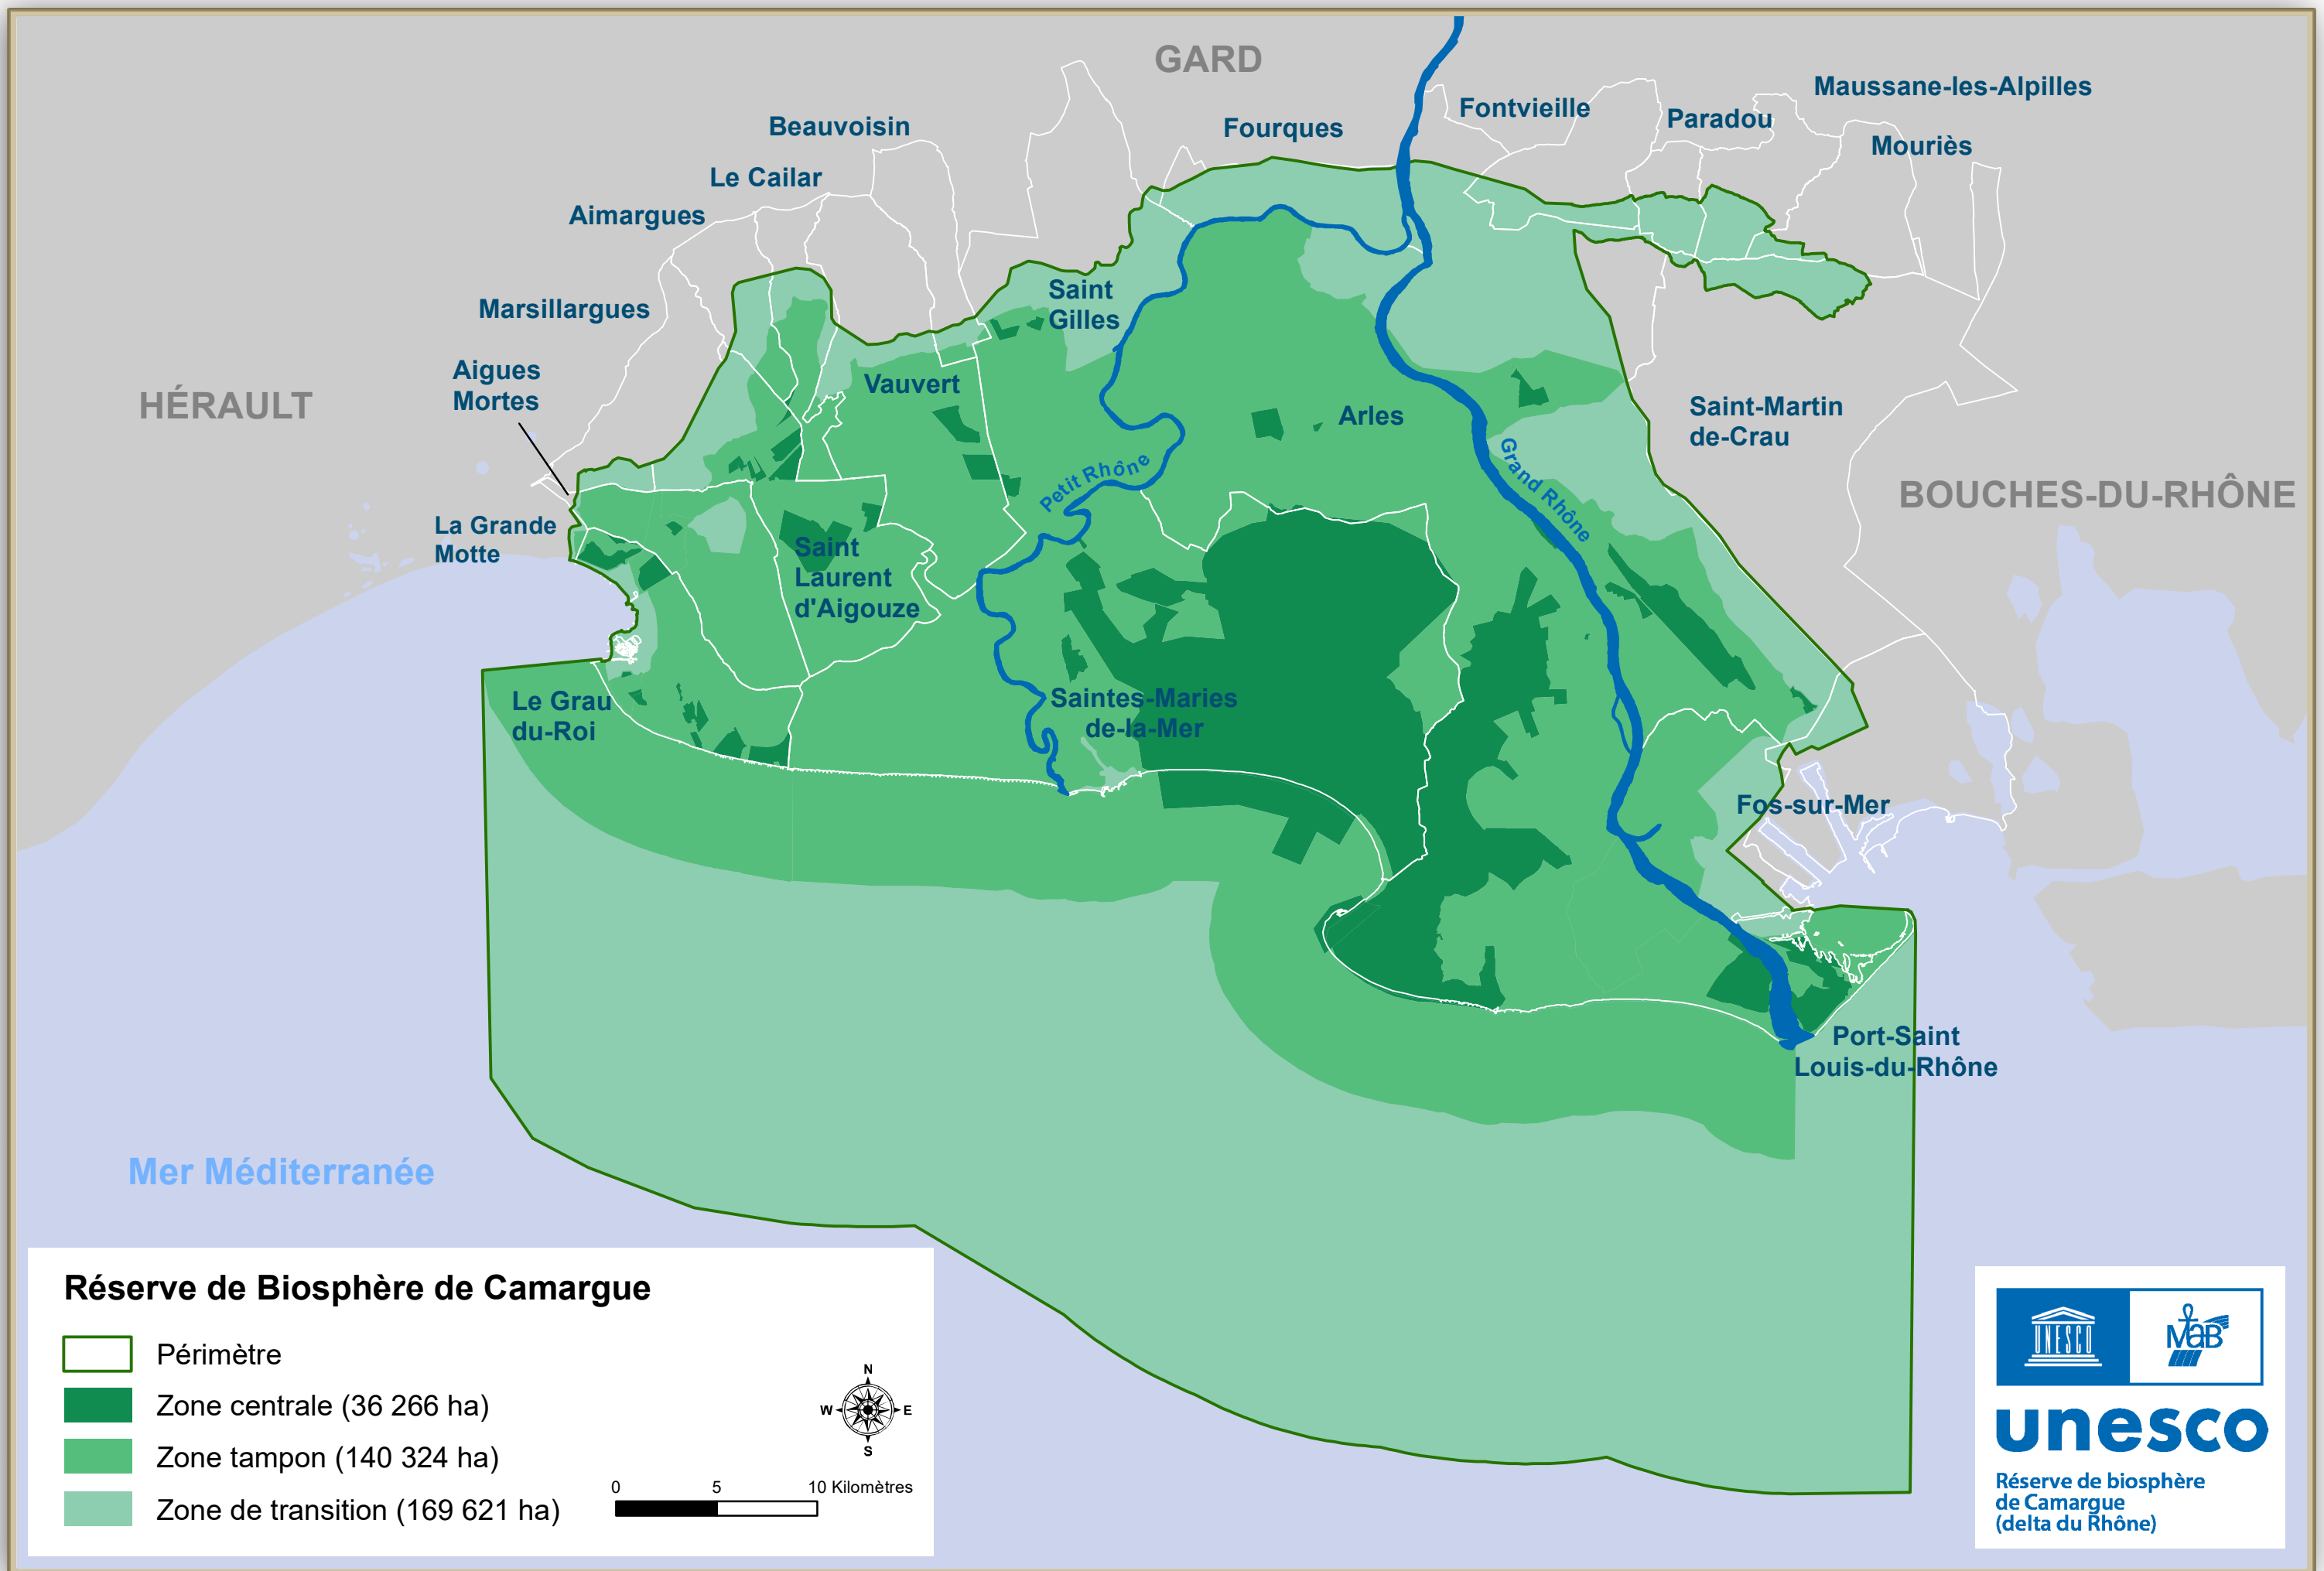 GARD
Maussane-les-Alpilles
Fontvieille
Paradou
Beauvoisin
Fourques
Mouriès
Le Cailar
Aimargues
Saint
Gilles
Marsillargues
Aigues
Mortes
Vauvert
HÉRAULT
Arles
Saint-Martin
de-Crau
Petit Rhône
Grand Rhône
BOUCHES-DU-RHÔNE
La Grande
Motte
Saint
Laurent
d'Aigouze
Le Grau
du-Roi
Saintes-Maries
de-la-Mer
Fos-sur-Mer
Port-Saint
Louis-du-Rhône
Mer Méditerranée
Réserve de Biosphère de Camargue
Périmètre
Zone centrale (36 266 ha)
Zone tampon (140 324 ha)
Zone de transition (169 621 ha)
N
W E
S
0 5 10 Kilomètres
UNESCO
MaB
unesco
Réserve de biosphère
de Camargue
(delta du Rhône)